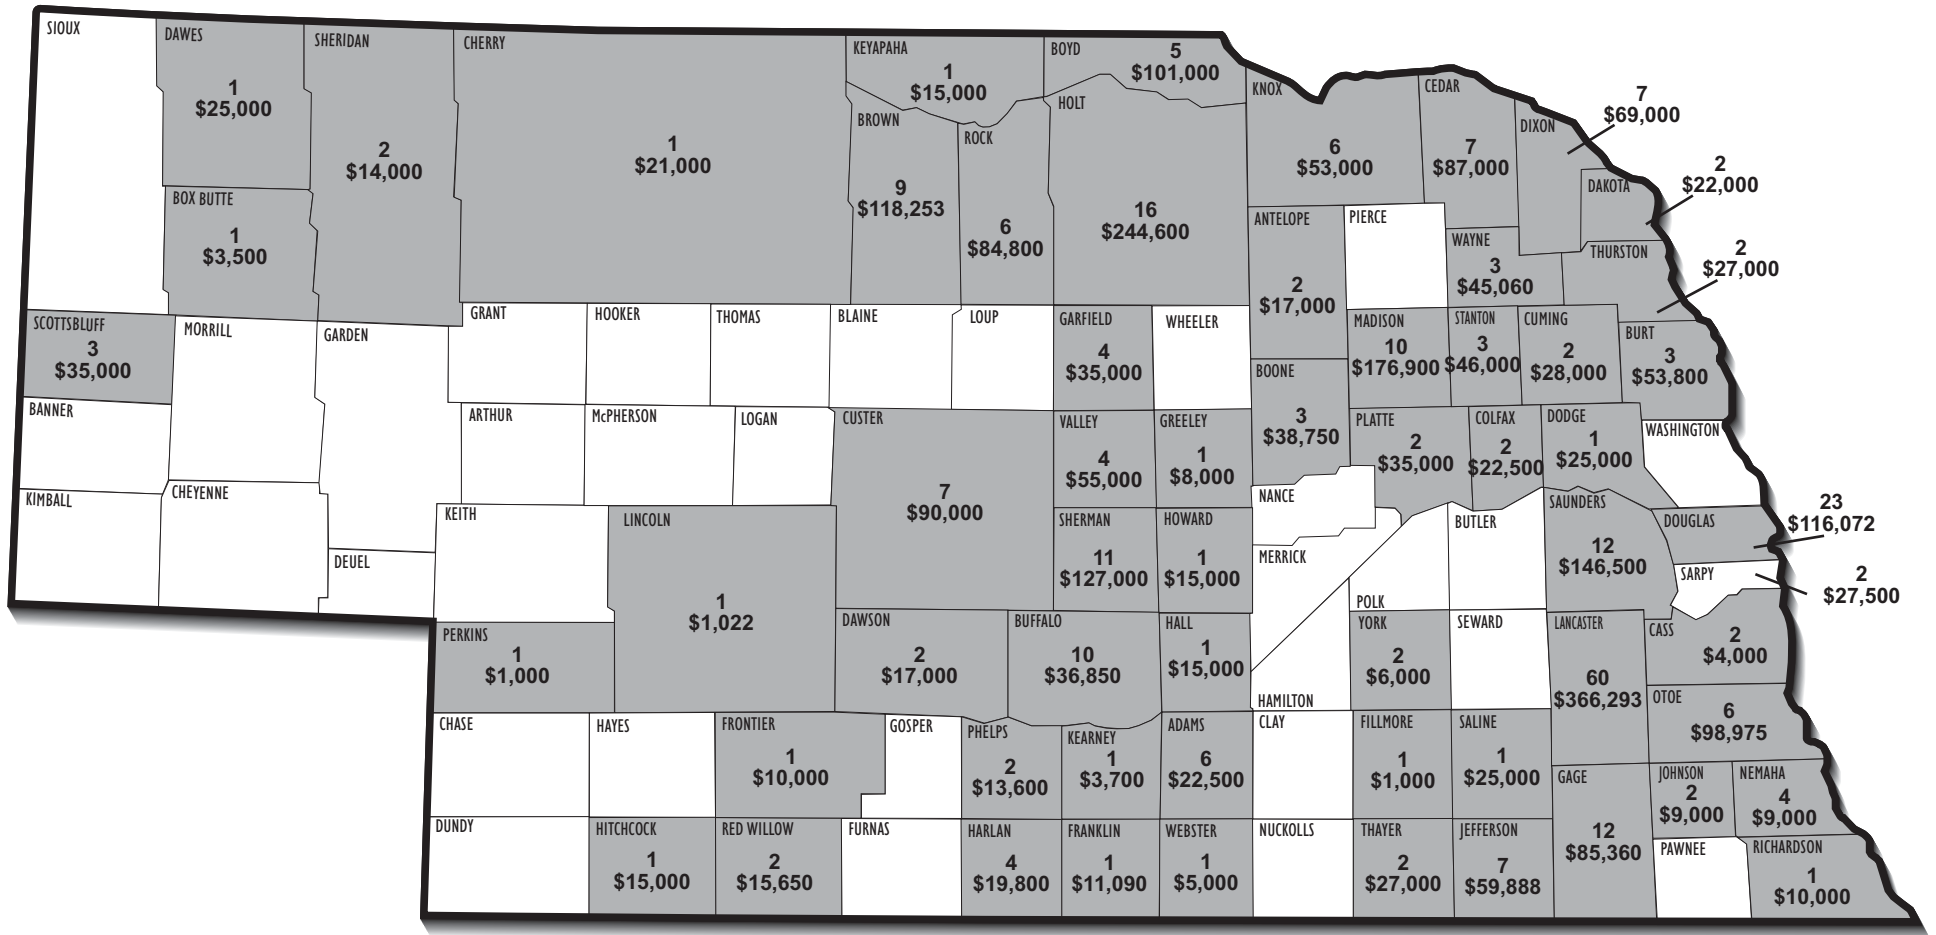 SIOUX
DAWES
1
$25,000
SHERIDAN
2
$14,000
CHERRY
1
$21,000
KEYAPAHA
1
$15,000
BOYD
5
$101,000
BROWN
9
$118,253
ROCK
6
$84,800
HOLT
16
$244,600
KNOX
6
$53,000
CEDAR
7
$87,000
DIXON
7
$69,000
DAKOTA
2
$22,000
BOX BUTTE
1
$3,500
ANTELOPE
2
$17,000
PIERCE
WAYNE
3
$45,060
THURSTON
2
$27,000
SCOTTSBLUFF
3
$35,000
MORRILL
GARDEN
GRANT
HOOKER
THOMAS
BLAINE
LOUP
GARFIELD
4
$35,000
WHEELER
BOONE
3
$38,750
MADISON
10
$176,900
STANTON
3
$46,000
CUMING
2
$28,000
BURT
3
$53,800
BANNER
ARTHUR
McPHERSON
LOGAN
CUSTER
7
$90,000
VALLEY
4
$55,000
GREELEY
1
$8,000
PLATTE
2
$35,000
COLFAX
2
$22,500
DODGE
1
$25,000
WASHINGTON
KIMBALL
CHEYENNE
DEUEL
KEITH
LINCOLN
1
$1,022
SHERMAN
11
$127,000
HOWARD
1
$15,000
NANCE
MERRICK
POLK
BUTLER
SAUNDERS
12
$146,500
DOUGLAS
23
$116,072
SARPY
2
$27,500
PERKINS
1
$1,000
DAWSON
2
$17,000
BUFFALO
10
$36,850
HALL
1
$15,000
HAMILTON
YORK
2
$6,000
SEWARD
LANCASTER
60
$366,293
CASS
2
$4,000
OTOE
6
$98,975
CHASE
HAYES
FRONTIER
1
$10,000
GOSPER
PHELPS
2
$13,600
KEARNEY
1
$3,700
ADAMS
6
$22,500
CLAY
FILLMORE
1
$1,000
SALINE
1
$25,000
GAGE
12
$85,360
JOHNSON
2
$9,000
NEMAHA
4
$9,000
DUNDY
HITCHCOCK
1
$15,000
RED WILLOW
2
$15,650
FURNAS
HARLAN
4
$19,800
FRANKLIN
1
$11,090
WEBSTER
1
$5,000
NUCKOLLS
THAYER
2
$27,000
JEFFERSON
7
$59,888
PAWNEE
RICHARDSON
1
$10,000